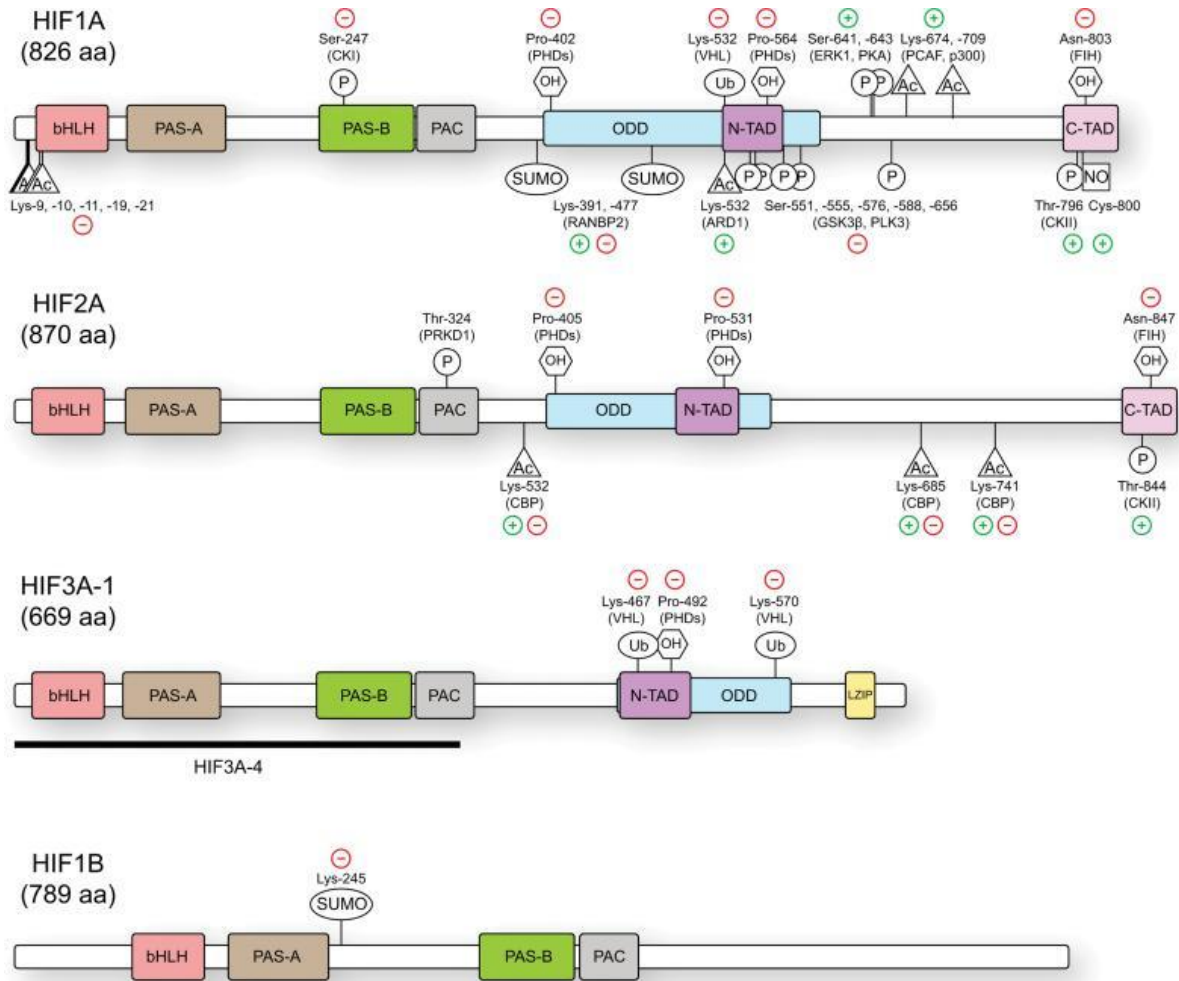 HIF1A
(826 aa)
− − − − + + −
Ser-247 Pro-402 Lys-532 Pro-564 Ser-641, -643 Lys-674, -709 Asn-803
(CKI) (PHDs) (VHL) (PHDs) (ERK1, PKA) (PCAF, p300) (FIH)
P OH Ub OH P P Ac Ac OH
bHLH PAS-A PAS-B PAC ODD N-TAD C-TAD
A Ac SUMO SUMO Ac P P P P P P NO
Lys-9, -10, -11, -19, -21 Lys-391, -477 Lys-532 Ser-551, -555, -576, -588, -656 Thr-796 Cys-800
(RANBP2) (ARD1) (GSK3β, PLK3) (CKII)
− + − + − + +
HIF2A
(870 aa)
− − −
Thr-324 Pro-405 Pro-531 Asn-847
(PRKD1) (PHDs) (PHDs) (FIH)
P OH OH OH
bHLH PAS-A PAS-B PAC ODD N-TAD C-TAD
Ac Ac Ac P
Lys-532 Lys-685 Lys-741 Thr-844
(CBP) (CBP) (CBP) (CKII)
+ − + − + − +
HIF3A-1
(669 aa)
− − −
Lys-467 Pro-492 Lys-570
(VHL) (PHDs) (VHL)
Ub OH Ub
bHLH PAS-A PAS-B PAC N-TAD ODD LZIP
HIF3A-4
HIF1B
(789 aa)
−
Lys-245
SUMO
bHLH PAS-A PAS-B PAC